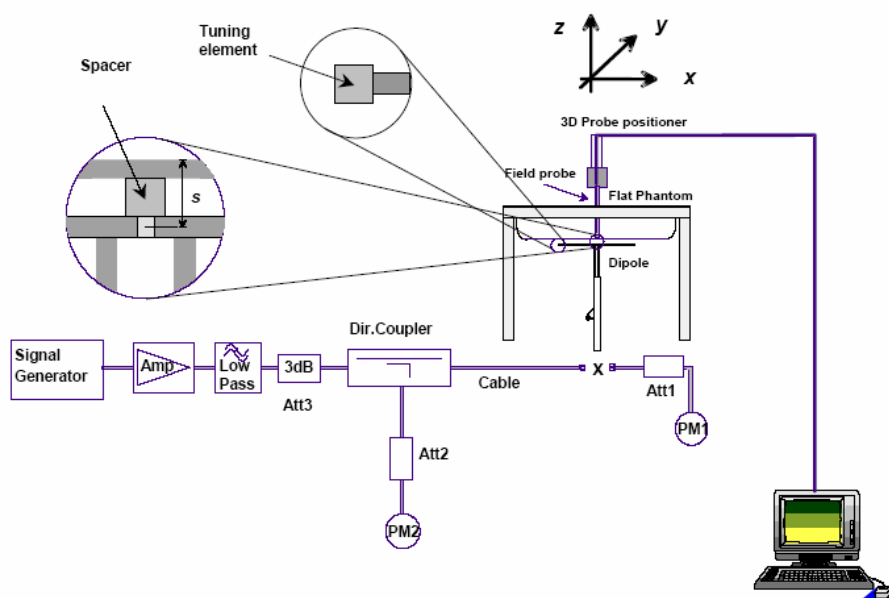 Tuning
element
Spacer
s
z
y
x
3D Probe positioner
Field probe
Flat Phantom
Dipole
Dir.Coupler
Signal
Generator
Amp
Low
Pass
3dB
Att3
Cable
X
Att1
PM1
Att2
PM2